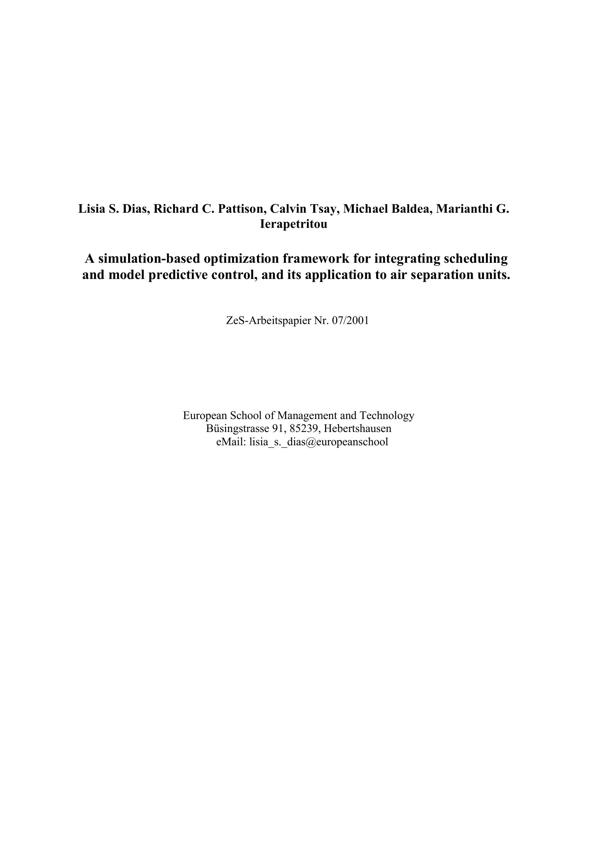 Lisia S. Dias, Richard C. Pattison, Calvin Tsay, Michael Baldea, Marianthi G.
Ierapetritou
A simulation-based optimization framework for integrating scheduling
and model predictive control, and its application to air separation units.
ZeS-Arbeitspapier Nr. 07/2001
European School of Management and Technology
Büsingstrasse 91, 85239, Hebertshausen
eMail: lisia_s._dias@europeanschool